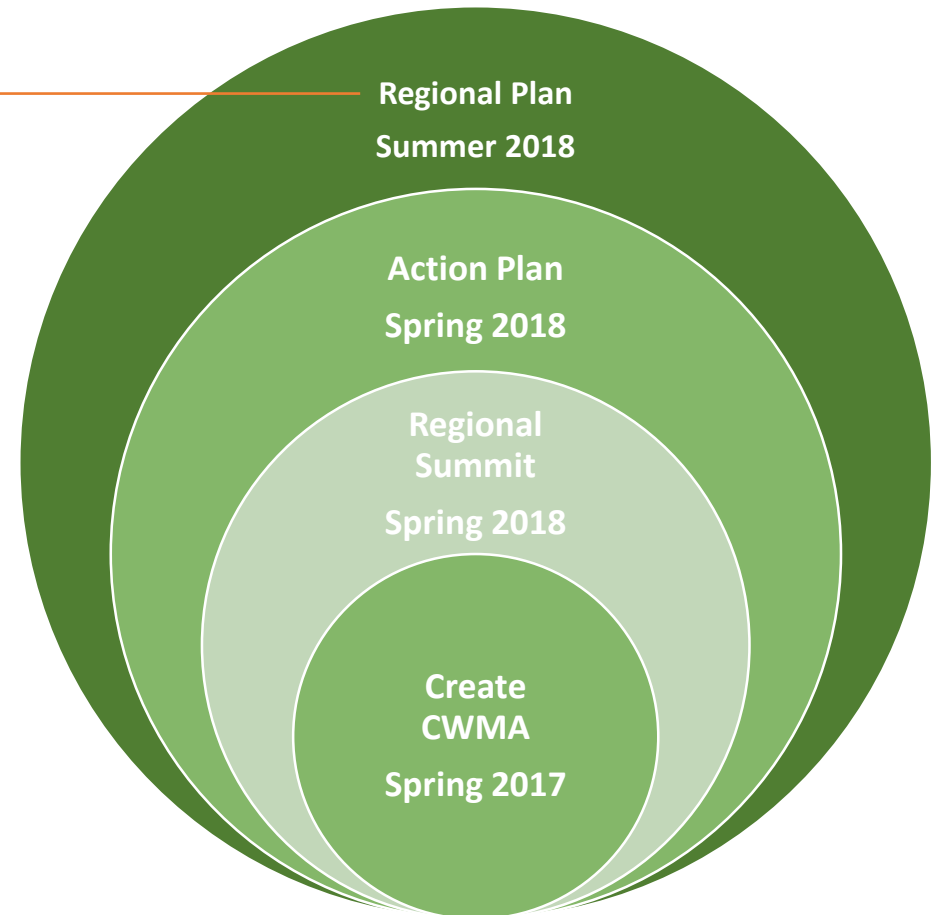 Regional Plan
Summer 2018
Action Plan
Spring 2018
Regional
Summit
Spring 2018
Create
CWMA
Spring 2017